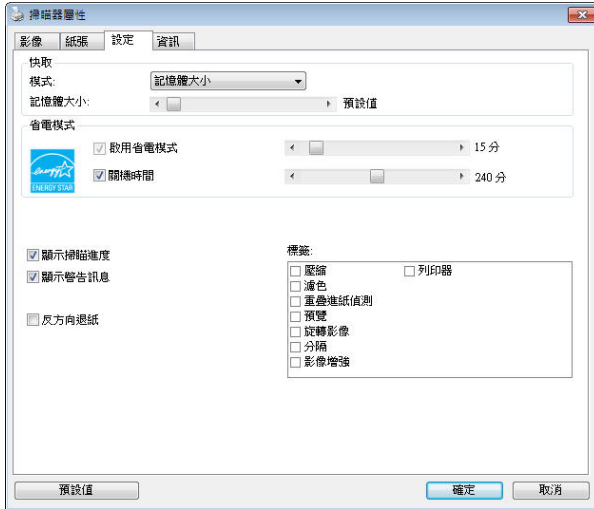 掃瞄器屬性
影像 紙張 設定 資訊
快取
模式: 記憶體大小
記憶體大小: 預設值
省電模式
energy
ENERGY STAR
啟用省電模式 15 分
關機時間 240 分
顯示掃瞄進度
顯示警告訊息
反方向退紙
標籤:
壓縮 列印器
濾色
重疊進紙偵測
預覽
旋轉影像
分隔
影像增強
預設值 確定 取消